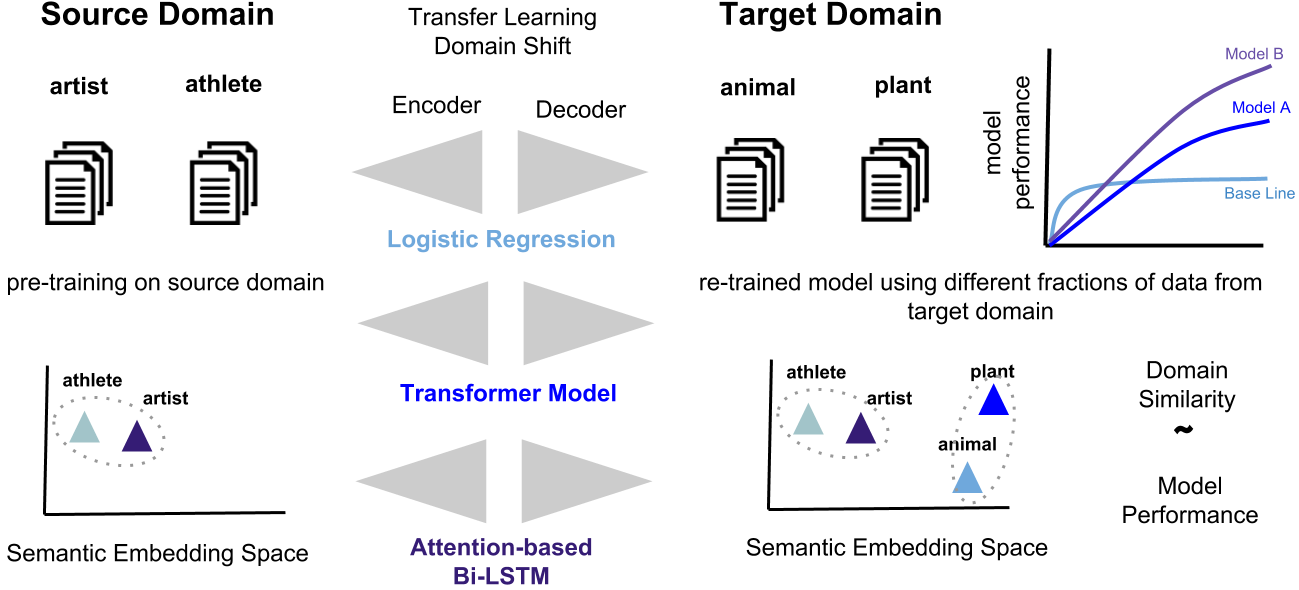 Source Domain
artist
athlete
pre-training on source domain
athlete
artist
Semantic Embedding Space
Transfer Learning
Domain Shift
Encoder
Decoder
Logistic Regression
Transformer Model
Attention-based
Bi-LSTM
Target Domain
animal
plant
model
performance
Model B
Model A
Base Line
re-trained model using different fractions of data from
target domain
athlete
artist
plant
animal
Semantic Embedding Space
Domain
Similarity
~
Model
Performance